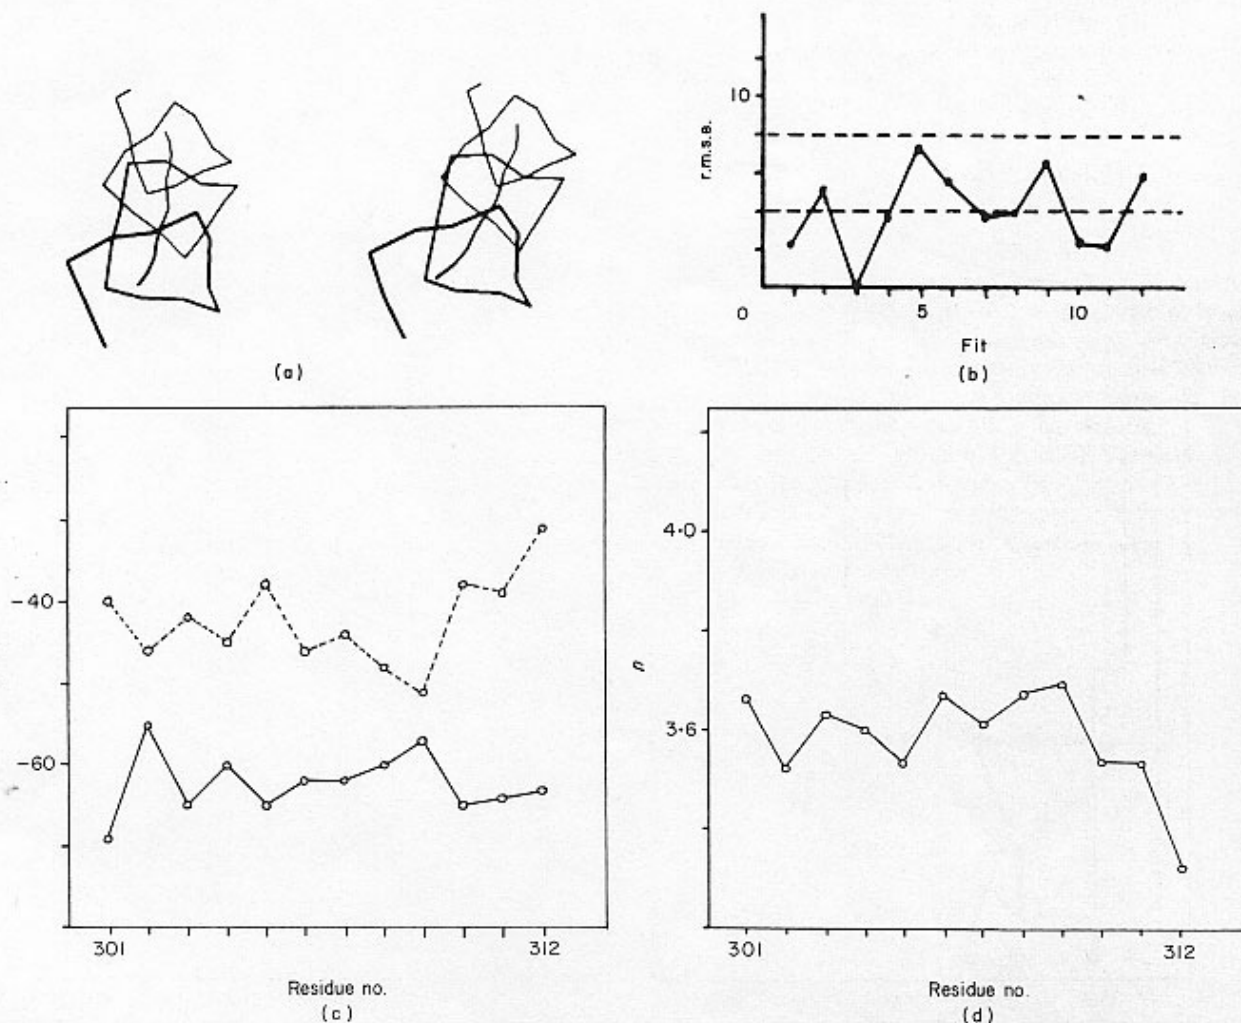 10
r.m.s.e.
0
5
10
Fit
(a)
(b)
-40
-60
301
312
Residue no.
(c)
4·0
n
3·6
301
312
Residue no.
(d)